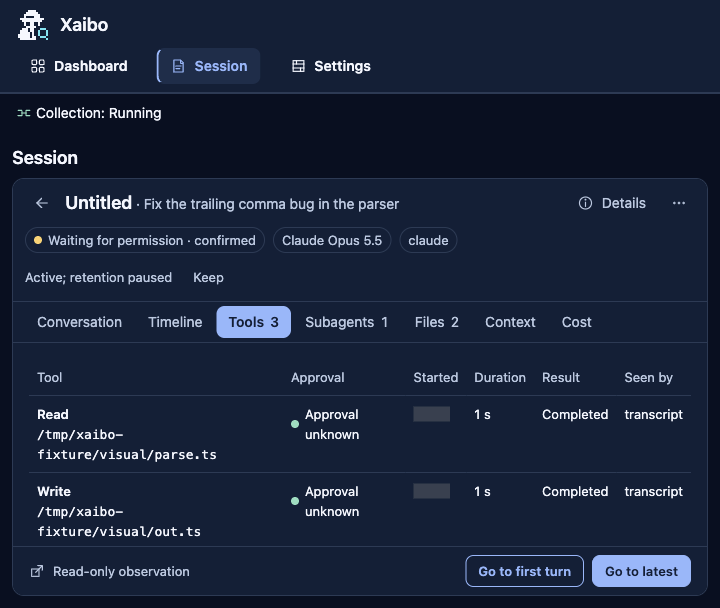 Xaibo
Dashboard Session Settings
Collection: Running
Session
Untitled · Fix the trailing comma bug in the parser Details
Waiting for permission · confirmed Claude Opus 5.5 claude
Active; retention paused Keep
Conversation Timeline Tools 3 Subagents 1 Files 2 Context Cost
Tool Approval Started Duration Result Seen by
Read Approval 1 s Completed transcript
/tmp/xaibo- unknown
fixture/visual/parse.ts
Write Approval 1 s Completed transcript
/tmp/xaibo- unknown
fixture/visual/out.ts
Read-only observation Go to first turn Go to latest